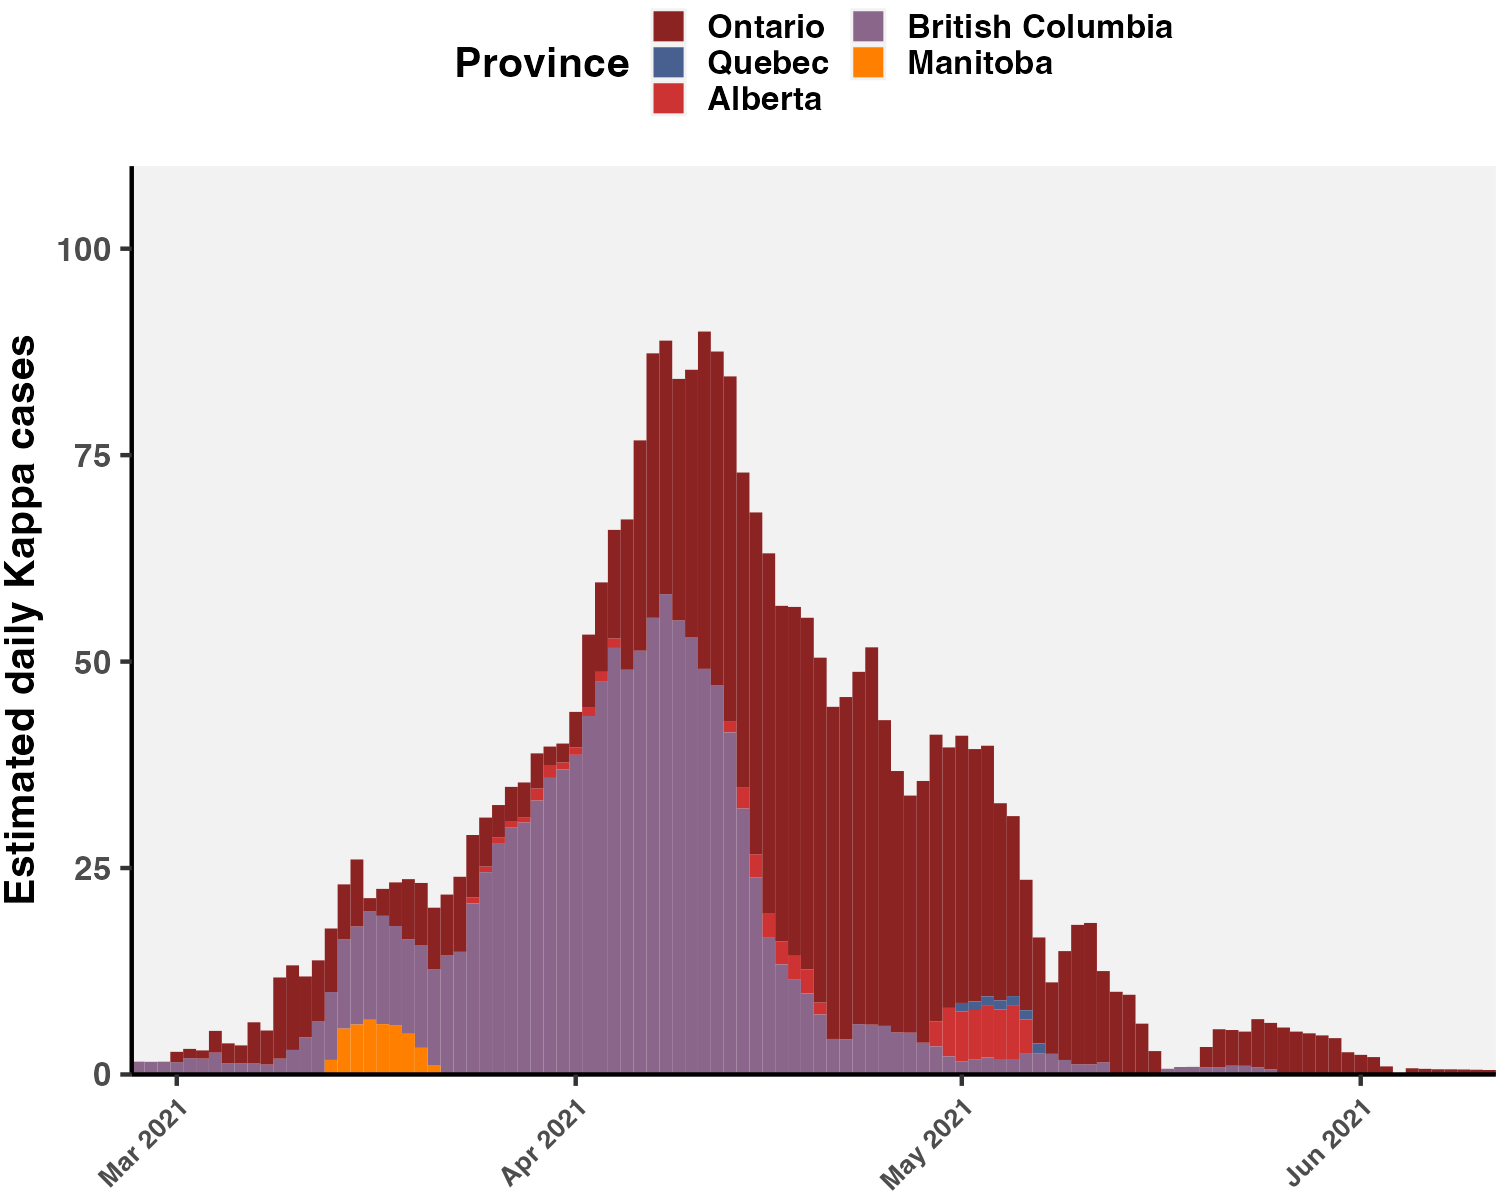 Province
Ontario
Quebec
Alberta
British Columbia
Manitoba
Estimated daily Kappa cases
100
75
50
25
0
Mar 2021
Apr 2021
May 2021
Jun 2021